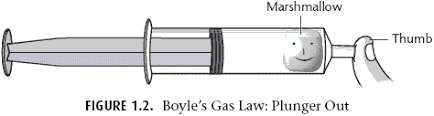 Marshmallow
Thumb
FIGURE 1.2. Boyle's Gas Law: Plunger Out